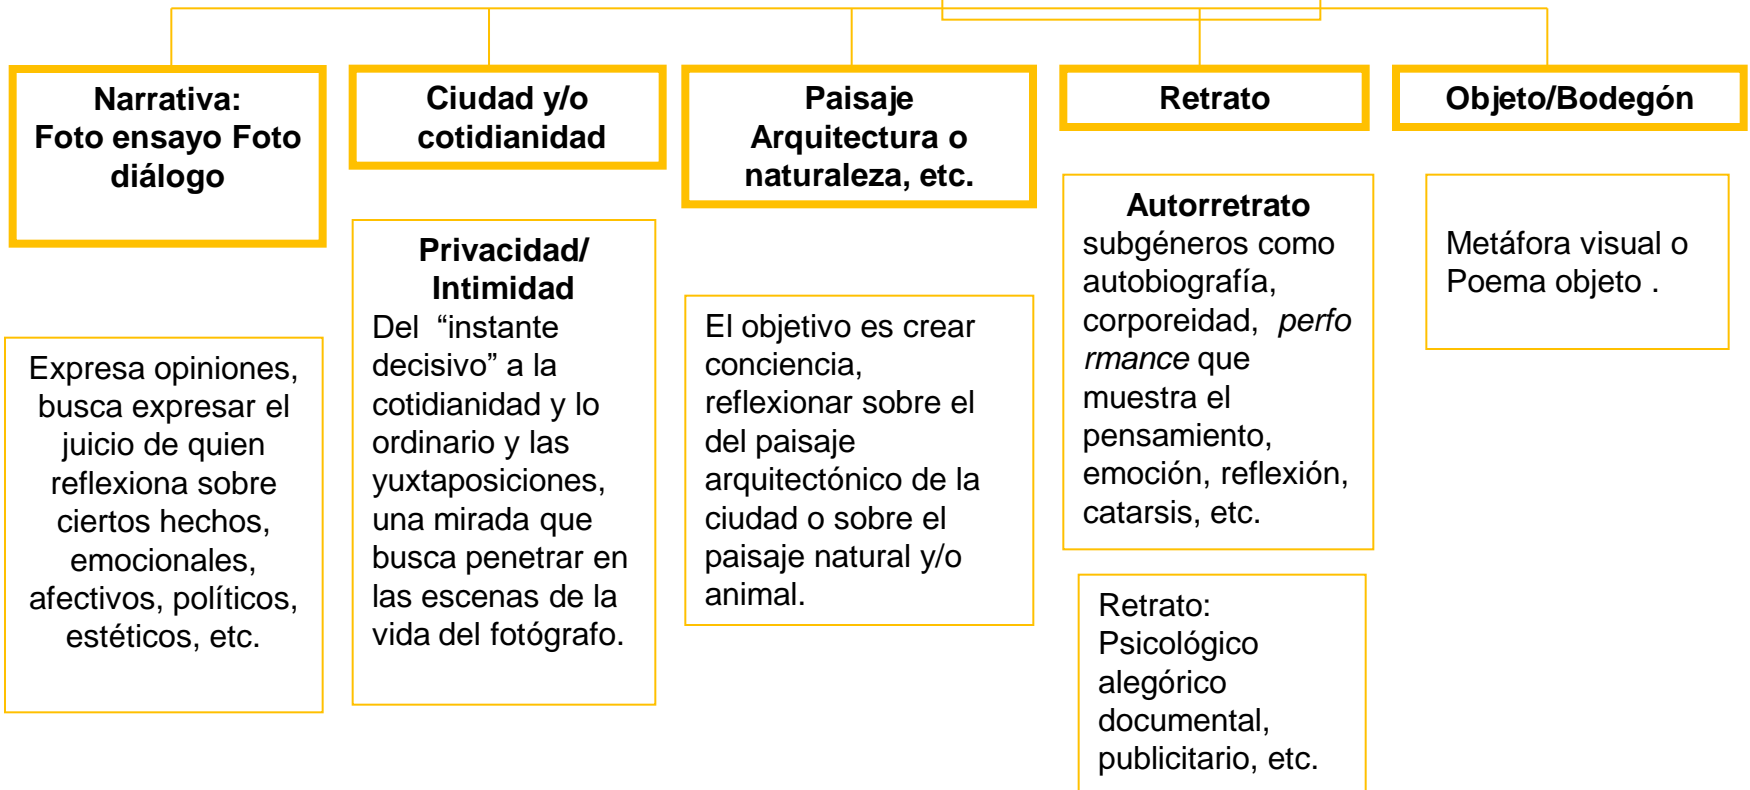 Narrativa:
Foto ensayo Foto
diálogo
Expresa opiniones,
busca expresar el
juicio de quien
reflexiona sobre
ciertos hechos,
emocionales,
afectivos, políticos,
estéticos, etc.
Ciudad y/o
cotidianidad
Privacidad/
Intimidad
Del “instante
decisivo” a la
cotidianidad y lo
ordinario y las
yuxtaposiciones,
una mirada que
busca penetrar en
las escenas de la
vida del fotógrafo.
Paisaje
Arquitectura o
naturaleza, etc.
El objetivo es crear
conciencia,
reflexionar sobre el
del paisaje
arquitectónico de la
ciudad o sobre el
paisaje natural y/o
animal.
Retrato
Autorretrato
subgéneros como
autobiografía,
corporeidad, perfo
rmance que
muestra el
pensamiento,
emoción, reflexión,
catarsis, etc.
Retrato:
Psicológico
alegórico
documental,
publicitario, etc.
Objeto/Bodegón
Metáfora visual o
Poema objeto .